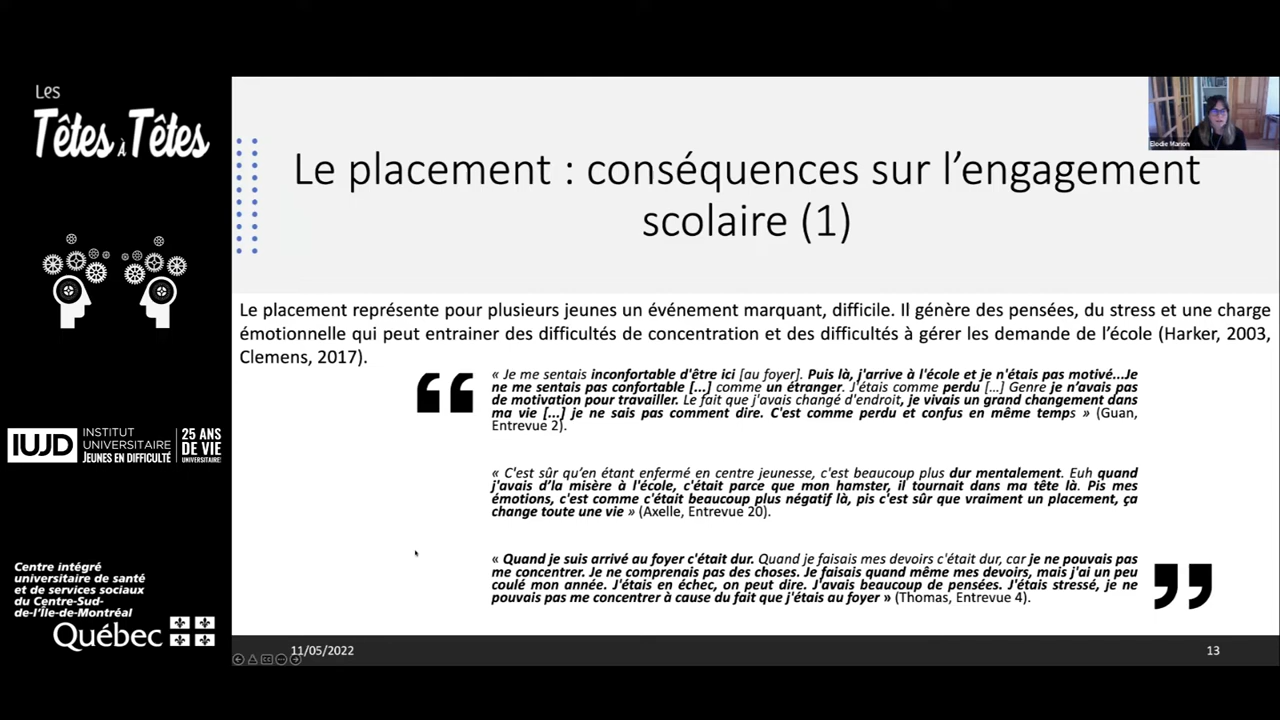 Les
Têtes à Têtes
IUJD
INSTITUT
UNIVERSITAIRE
JEUNES EN DIFFICULTÉ
25 ANS
DE VIE
UNIVERSITAIRE!
Centre intégré
universitaire de santé
et de services sociaux
du Centre-Sud-
de-l'Île-de-Montréal
Québec
Elodie Marion
Le placement : conséquences sur l'engagement
scolaire (1)
Le placement représente pour plusieurs jeunes un événement marquant, difficile. Il génère des pensées, du stress et une charge
émotionnelle qui peut entrainer des difficultés de concentration et des difficultés à gérer les demande de l'école (Harker, 2003,
Clemens, 2017).
« Je me sentais inconfortable d'être ici [au foyer]. Puis là, j'arrive à l'école et je n'étais pas motivé...Je
ne me sentais pas confortable [...] comme un étranger. J'étais comme perdu [...] Genre je n'avais pas
de motivation pour travailler. Le fait que j'avais changé d'endroit, je vivais un grand changement dans
ma vie [...] je ne sais pas comment dire. C'est comme perdu et confus en même temps » (Guan,
Entrevue 2).
« C'est sûr qu'en étant enfermé en centre jeunesse, c'est beaucoup plus dur mentalement. Euh quand
j'avais d'la misère à l'école, c'était parce que mon hamster, il tournait dans ma tête là. Pis mes
émotions, c'est comme c'était beaucoup plus négatif là, pis c'est sûr que vraiment un placement, ça
change toute une vie » (Axelle, Entrevue 20).
« Quand je suis arrivé au foyer c'était dur. Quand je faisais mes devoirs c'était dur, car je ne pouvais pas
me concentrer. Je ne comprenais pas des choses. Je faisais quand même mes devoirs, mais j'ai un peu
coulé mon année. J'étais en échec, on peut dire. J'avais beaucoup de pensées. J'étais stressé, je ne
pouvais pas me concentrer à cause du fait que j'étais au foyer » (Thomas, Entrevue 4).
11/05/2022
13